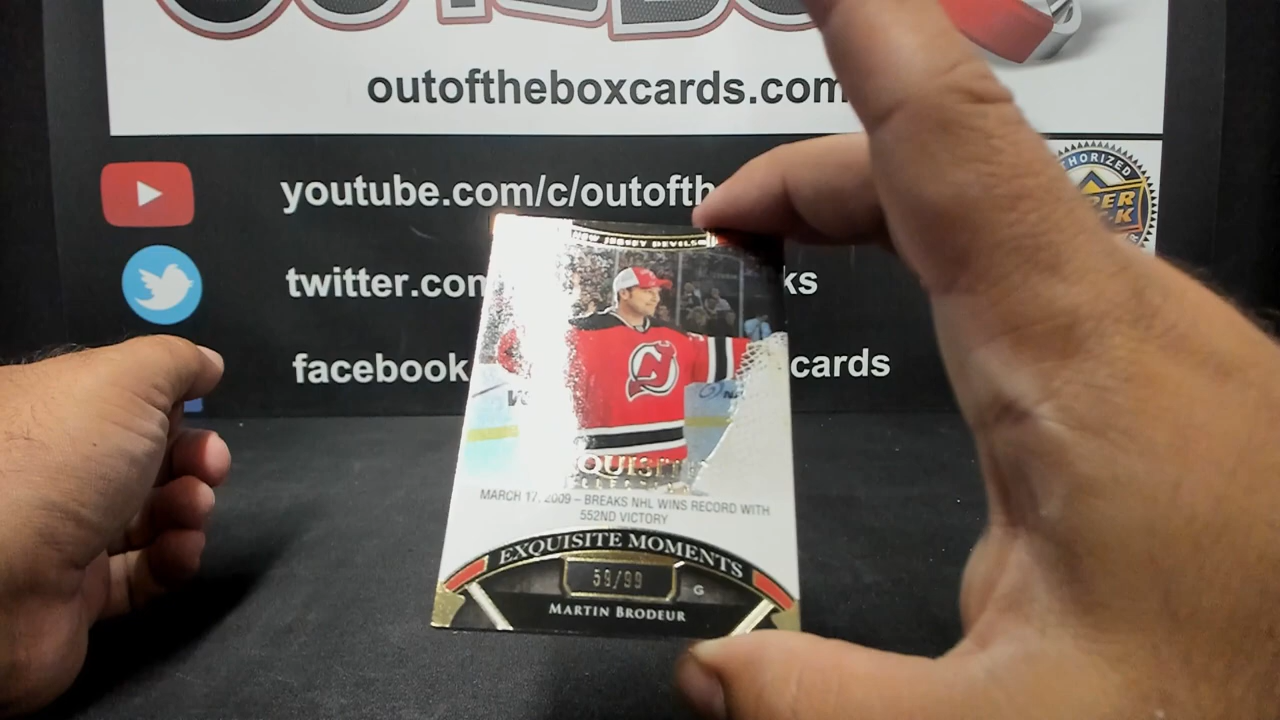 outoftheboxcards.com
youtube.com/c/outofth
AUTHORIZED
twitter.com
ks
facebook
cards
NEW JERSEY DEVILS
MARCH 17, 2009 – BREAKS NHL WINS RECORD WITH
552ND VICTORY
EXQUISITE MOMENTS
59/99
G
MARTIN BRODEUR